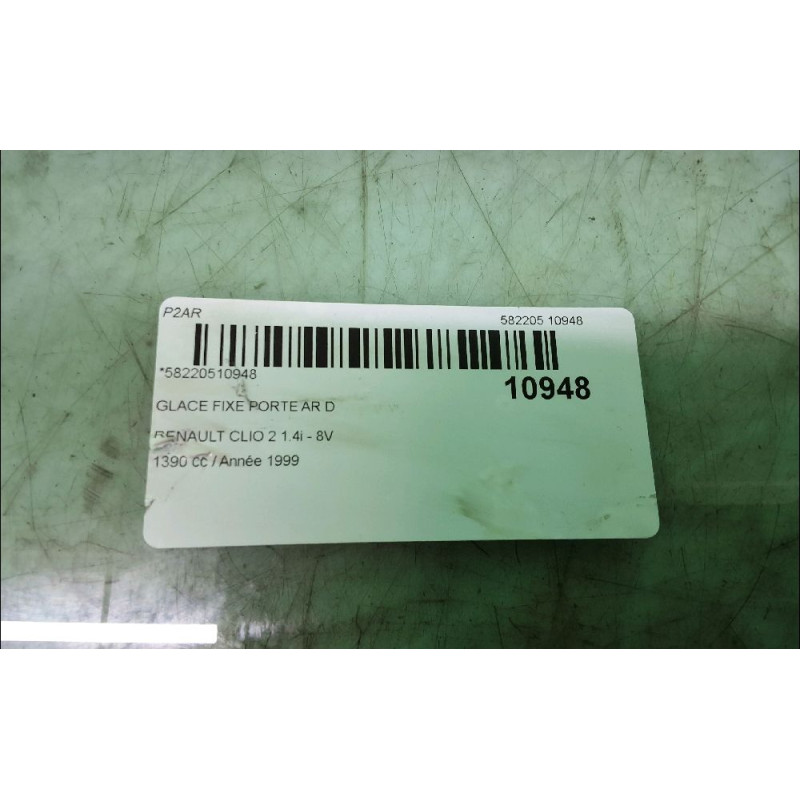 P2AR
582205 10948
*58220510948
10948
GLACE FIXE PORTE AR D
RENAULT CLIO 2 1.4i - 8V
1390 cc / Année 1999